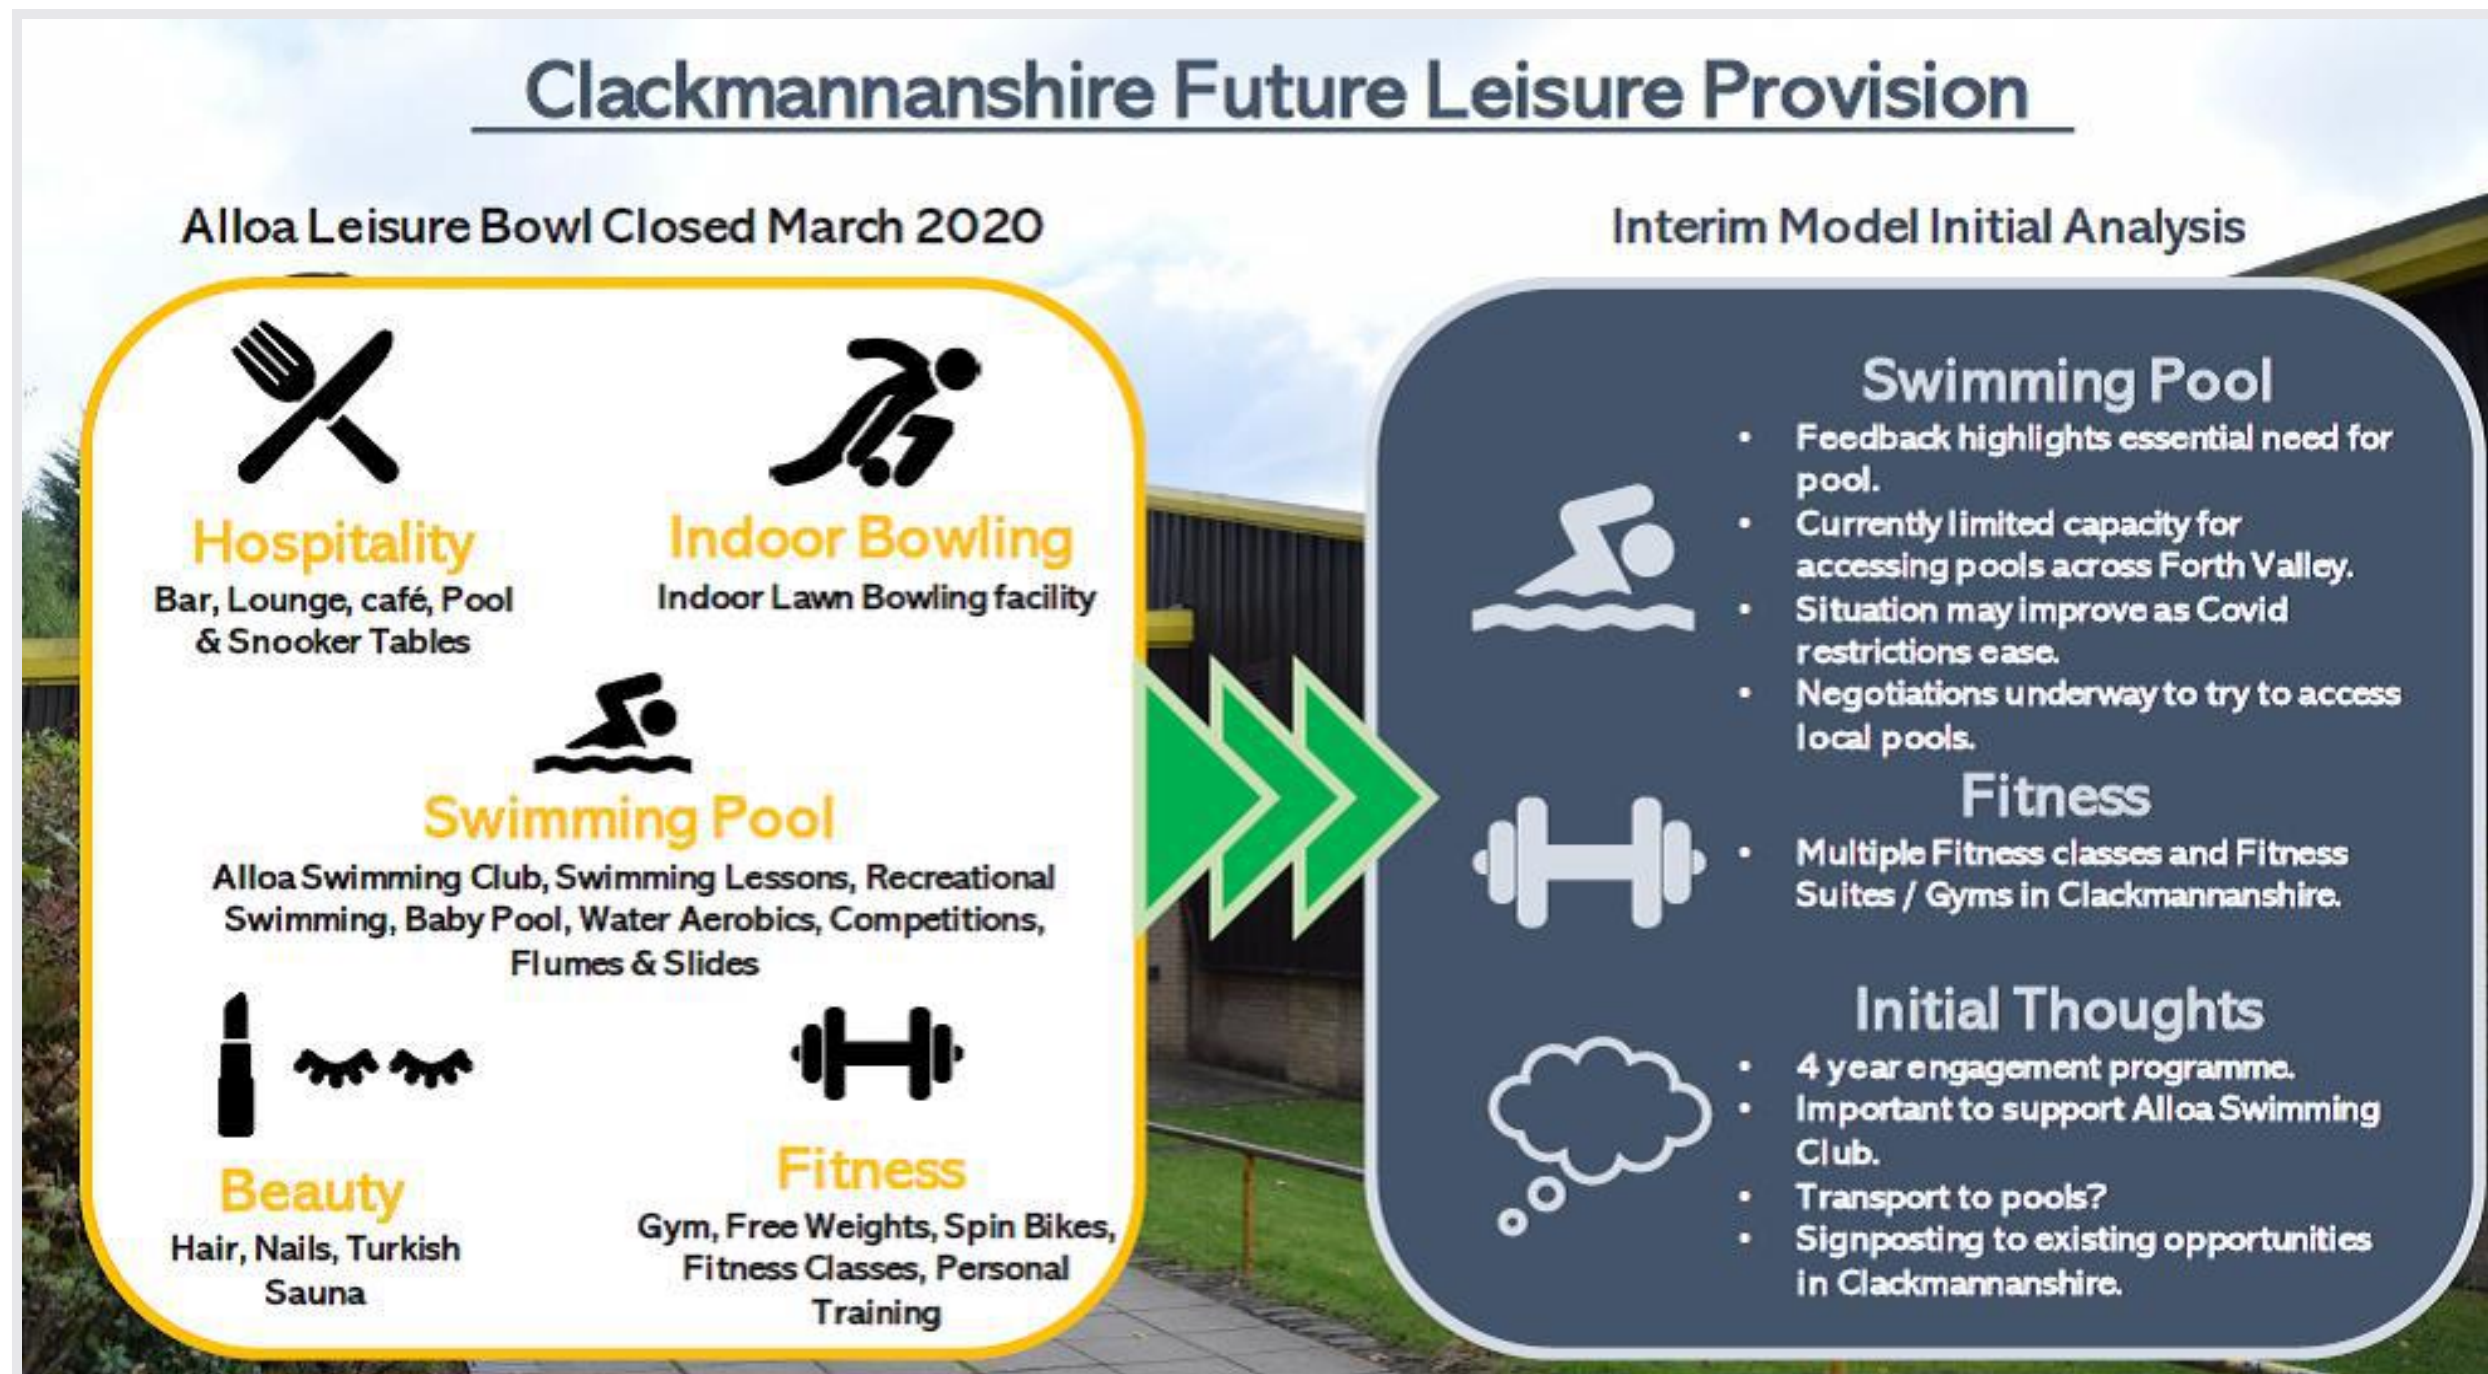 Clackmannanshire Future Leisure Provision
Alloa Leisure Bowl Closed March 2020
Hospitality
Bar, Lounge, café, Pool
& Snooker Tables
Indoor Bowling
Indoor Lawn Bowling facility
Swimming Pool
Alloa Swimming Club, Swimming Lessons, Recreational
Swimming, Baby Pool, Water Aerobics, Competitions,
Flumes & Slides
Beauty
Hair, Nails, Turkish
Sauna
Fitness
Gym, Free Weights, Spin Bikes,
Fitness Classes, Personal
Training
Interim Model Initial Analysis
Swimming Pool
• Feedback highlights essential need for
pool.
• Currently limited capacity for
accessing pools across Forth Valley.
• Situation may improve as Covid
restrictions ease.
• Negotiations underway to try to access
local pools.
Fitness
• Multiple Fitness classes and Fitness
Suites / Gyms in Clackmannanshire.
Initial Thoughts
• 4 year engagement programme.
• Important to support Alloa Swimming
Club.
• Transport to pools?
• Signposting to existing opportunities
in Clackmannanshire.